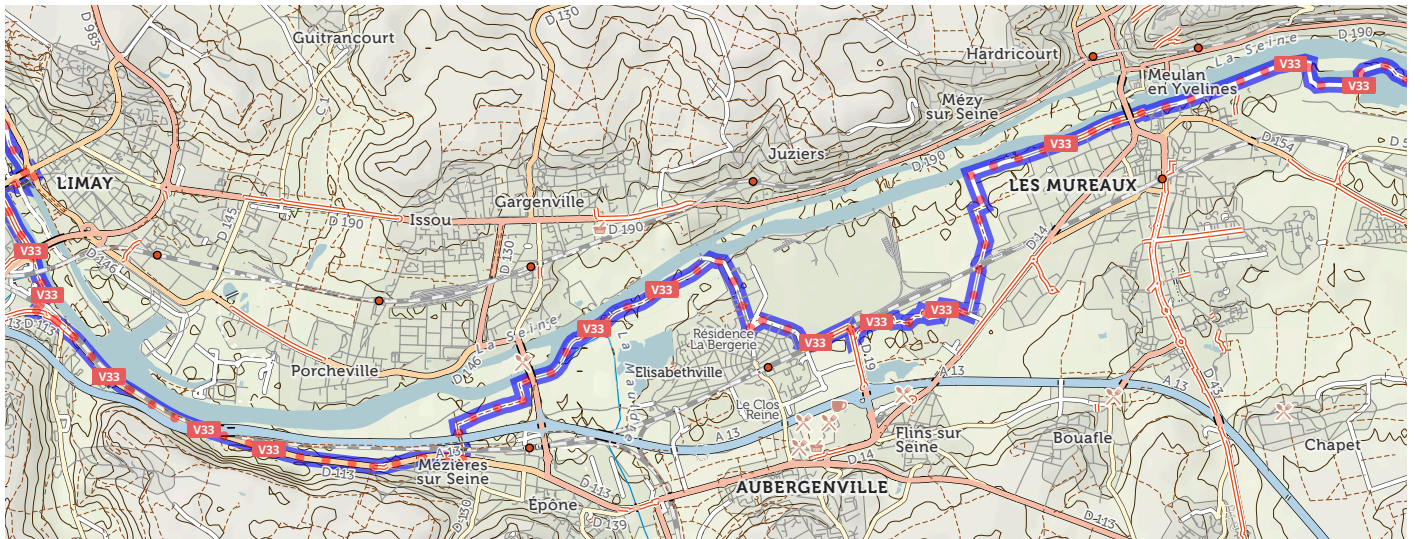 D 983
Guitrancourt
D 130
Hardricourt
La Seine
D 190
V33
V33
Meulan
en Yvelines
C 1
Mézy
sur Seine
V33
D 154
Juziers
D 190
LIMAY
LES MUREAUX
Gargenville
D 145
D 190
Issou
D 190
D 14
V33
D 146
D 130
V33
V33
V33
V33
V33
La Seine
V33
La Mauldre
Résidence
La Bergerie
V33
D 113
D 19
D 146
Porcheville
Elisabethville
A 13
A 13
V33
D 43
Le Clos
Reine
V33
A 13
Flins sur
Seine
Bouafle
Chapet
V33
A 13
D 14
D 113
Mézières
sur Seine
AUBERGENVILLE
D 113
D 130
Épône
D 139
D 113